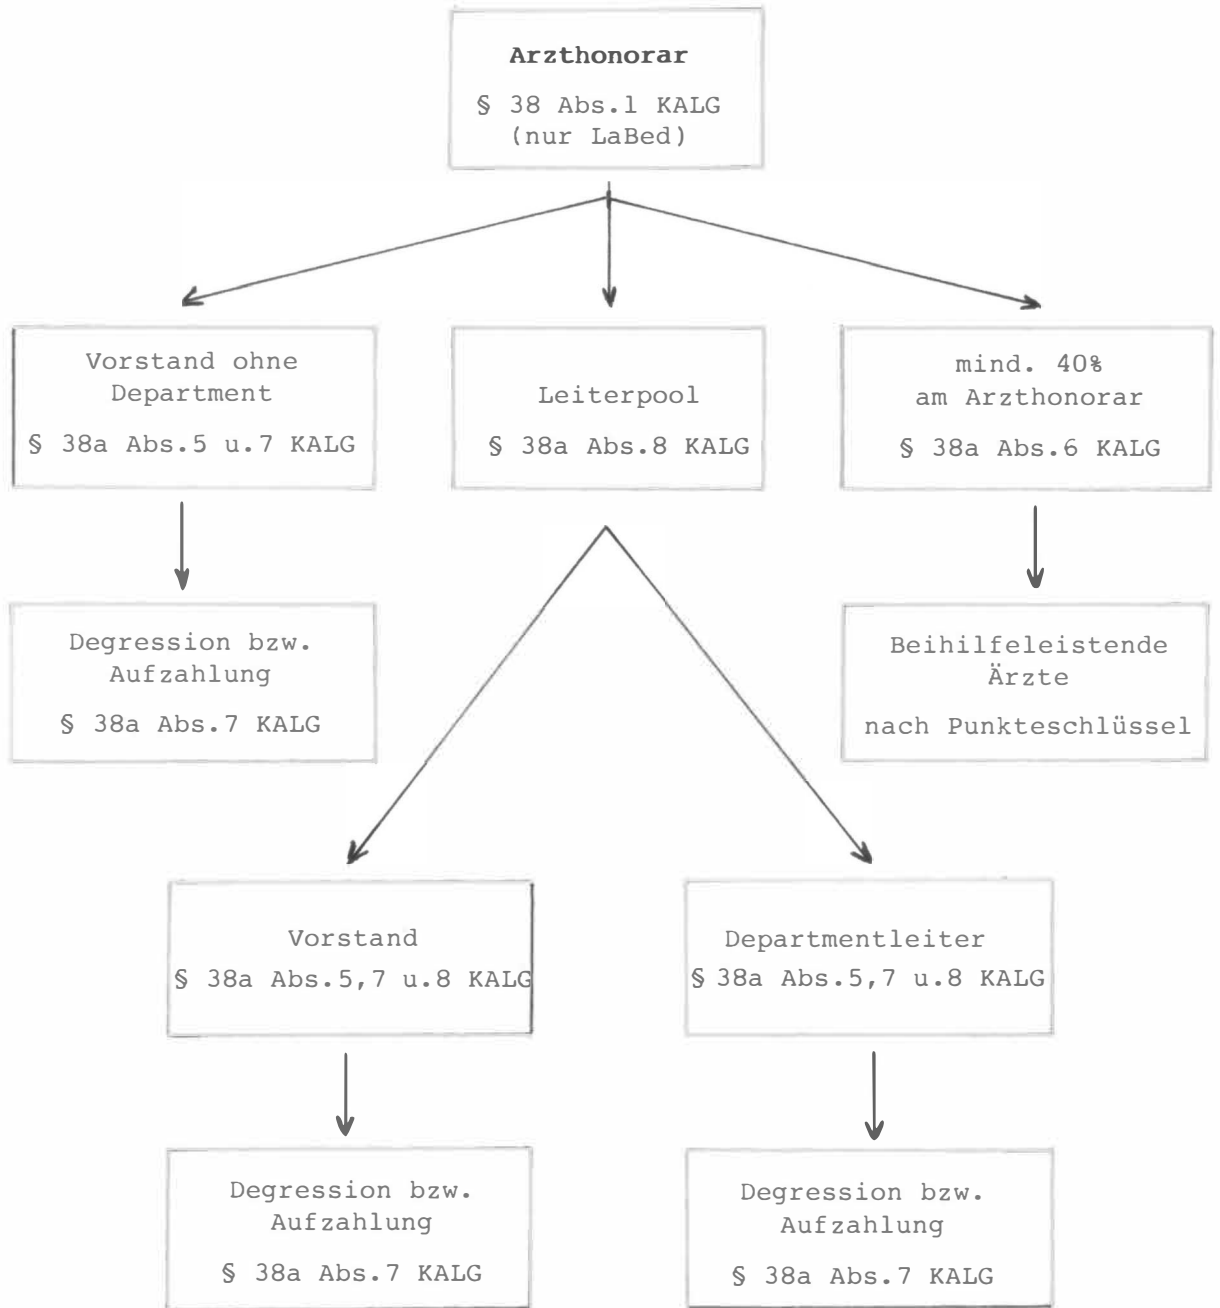 Arzthonorar
§ 38 Abs.1 KALG
(nur LaBed)
Vorstand ohne
Department
§ 38a Abs.5 u.7 KALG
Leiterpool
§ 38a Abs.8 KALG
mind. 40%
am Arzthonorar
§ 38a Abs.6 KALG
Degression bzw.
Aufzahlung
§ 38a Abs.7 KALG
Beihilfeleistende
Ärzte
nach Punkteschlüssel
Vorstand
§ 38a Abs.5,7 u.8 KALG
Departmentleiter
§ 38a Abs.5,7 u.8 KALG
Degression bzw.
Aufzahlung
§ 38a Abs.7 KALG
Degression bzw.
Aufzahlung
§ 38a Abs.7 KALG